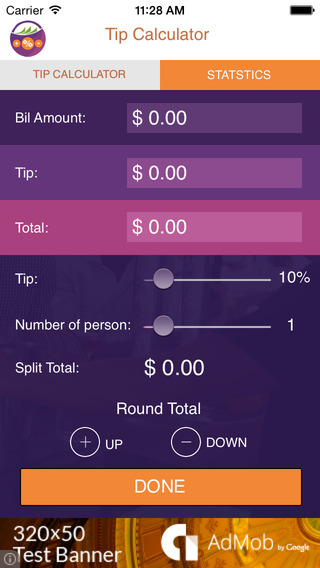 Carrier 11:28 AM
Tip Calculator
TIP CALCULATOR STATSTICS
Bil Amount: $ 0.00
Tip: $ 0.00
Total: $ 0.00
Tip: 10%
Number of person: 1
Split Total: $ 0.00
Round Total
+ UP − DOWN
DONE
320×50
Test Banner
AdMob by Google